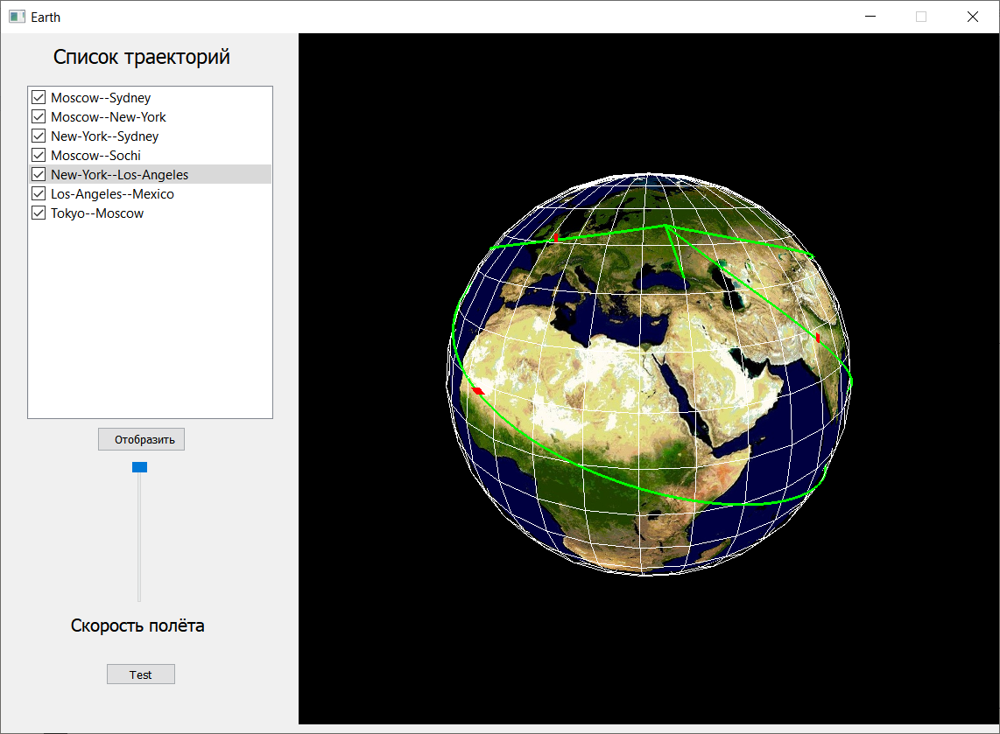 Earth
Список траекторий
Moscow--Sydney
Moscow--New-York
New-York--Sydney
Moscow--Sochi
New-York--Los-Angeles
Los-Angeles--Mexico
Tokyo--Moscow
Отобразить
Скорость полёта
Test